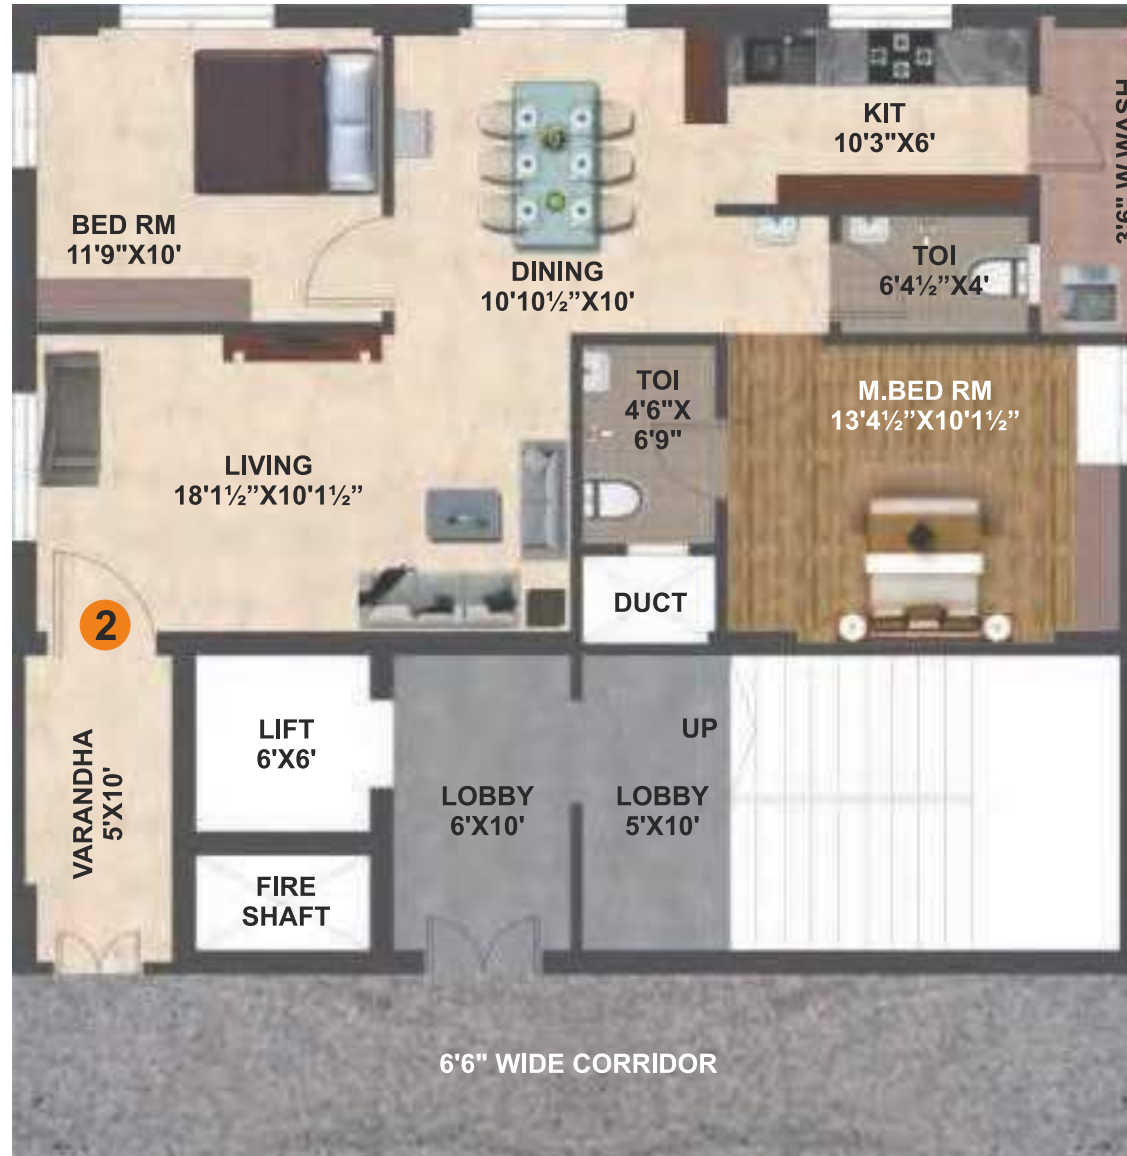 KIT
10'3"X6'
3'6" W.WASH
BED RM
11'9"X10'
DINING
10'10½”X10'
TOI
6'4½”X4'
TOI
4'6"X
6'9"
M.BED RM
13'4½”X10'1½”
LIVING
18'1½”X10'1½”
DUCT
2
LIFT
6'X6'
UP
VARANDHA
5'X10'
LOBBY
6'X10'
LOBBY
5'X10'
FIRE
SHAFT
6'6" WIDE CORRIDOR